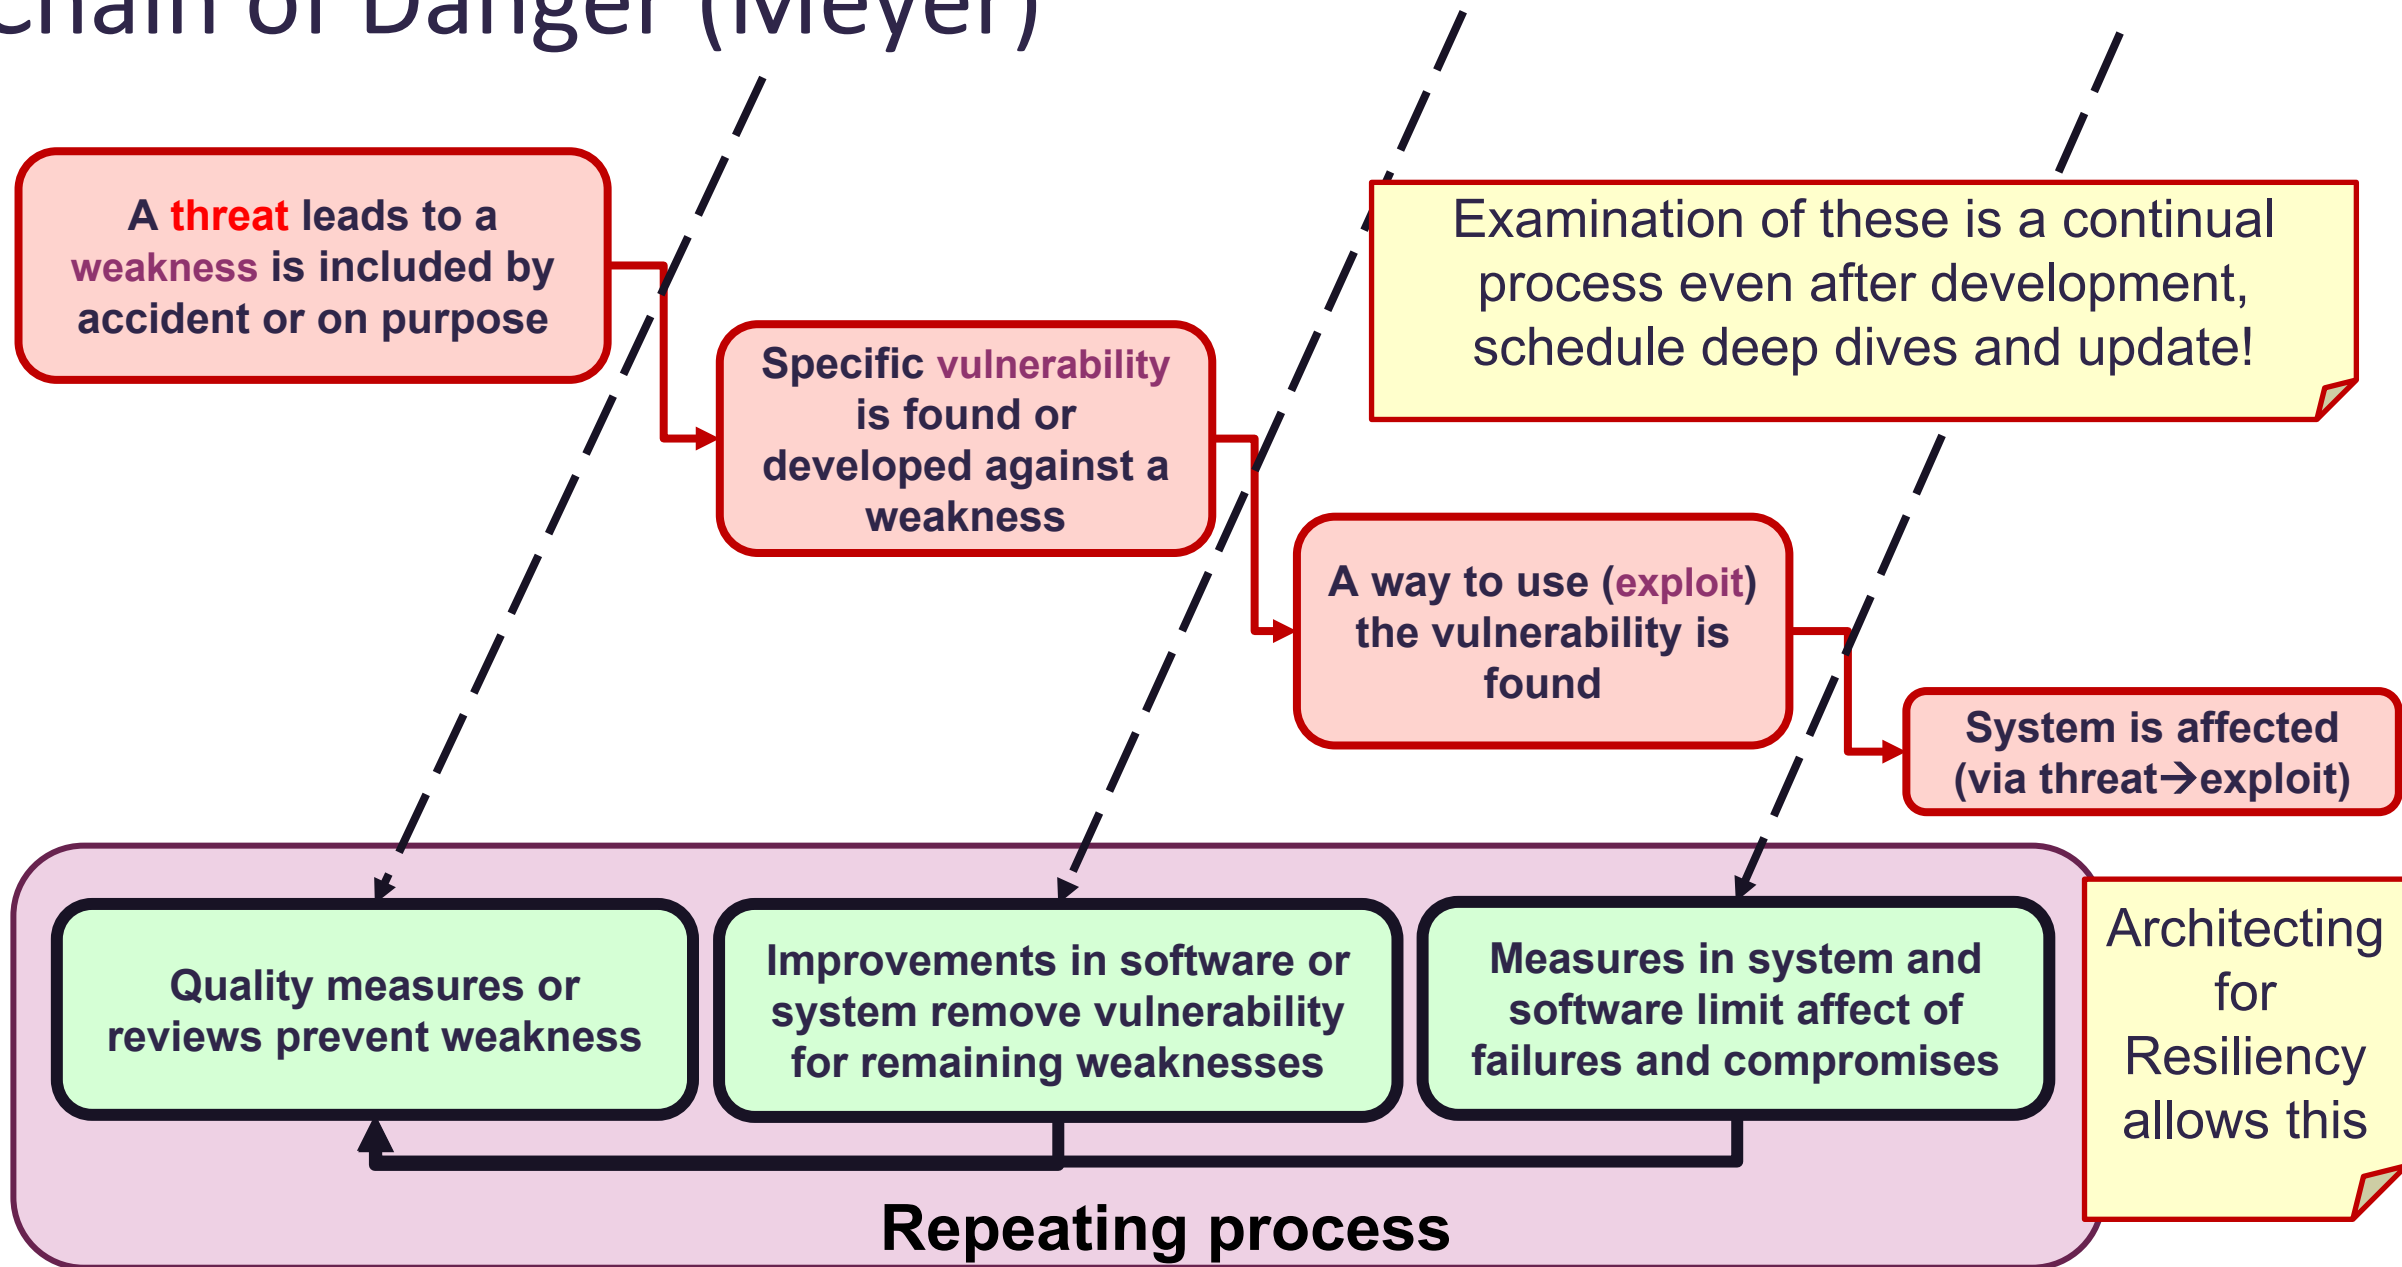 Chain of Danger (Meyer)
A threat leads to a
weakness is included by
accident or on purpose
Specific vulnerability
is found or
developed against a
weakness
Examination of these is a continual
process even after development,
schedule deep dives and update!
A way to use (exploit)
the vulnerability is
found
System is affected
(via threat→exploit)
Quality measures or
reviews prevent weakness
Improvements in software or
system remove vulnerability
for remaining weaknesses
Measures in system and
software limit affect of
failures and compromises
Architecting
for
Resiliency
allows this
Repeating process